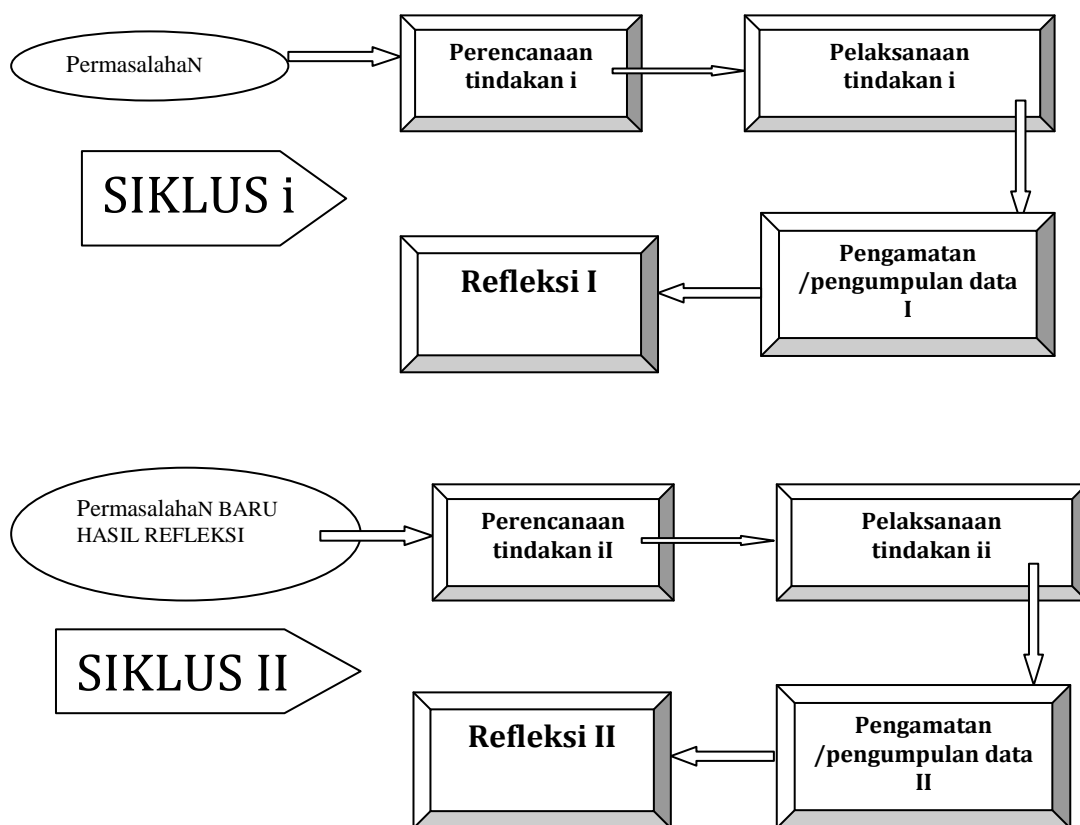 PermasalahaN
Perencanaan
tindakan i
Pelaksanaan
tindakan i
SIKLUS i
Refleksi I
Pengamatan
/pengumpulan data
I
PermasalahaN BARU
HASIL REFLEKSI
Perencanaan
tindakan iI
Pelaksanaan
tindakan ii
SIKLUS II
Refleksi II
Pengamatan
/pengumpulan data
II